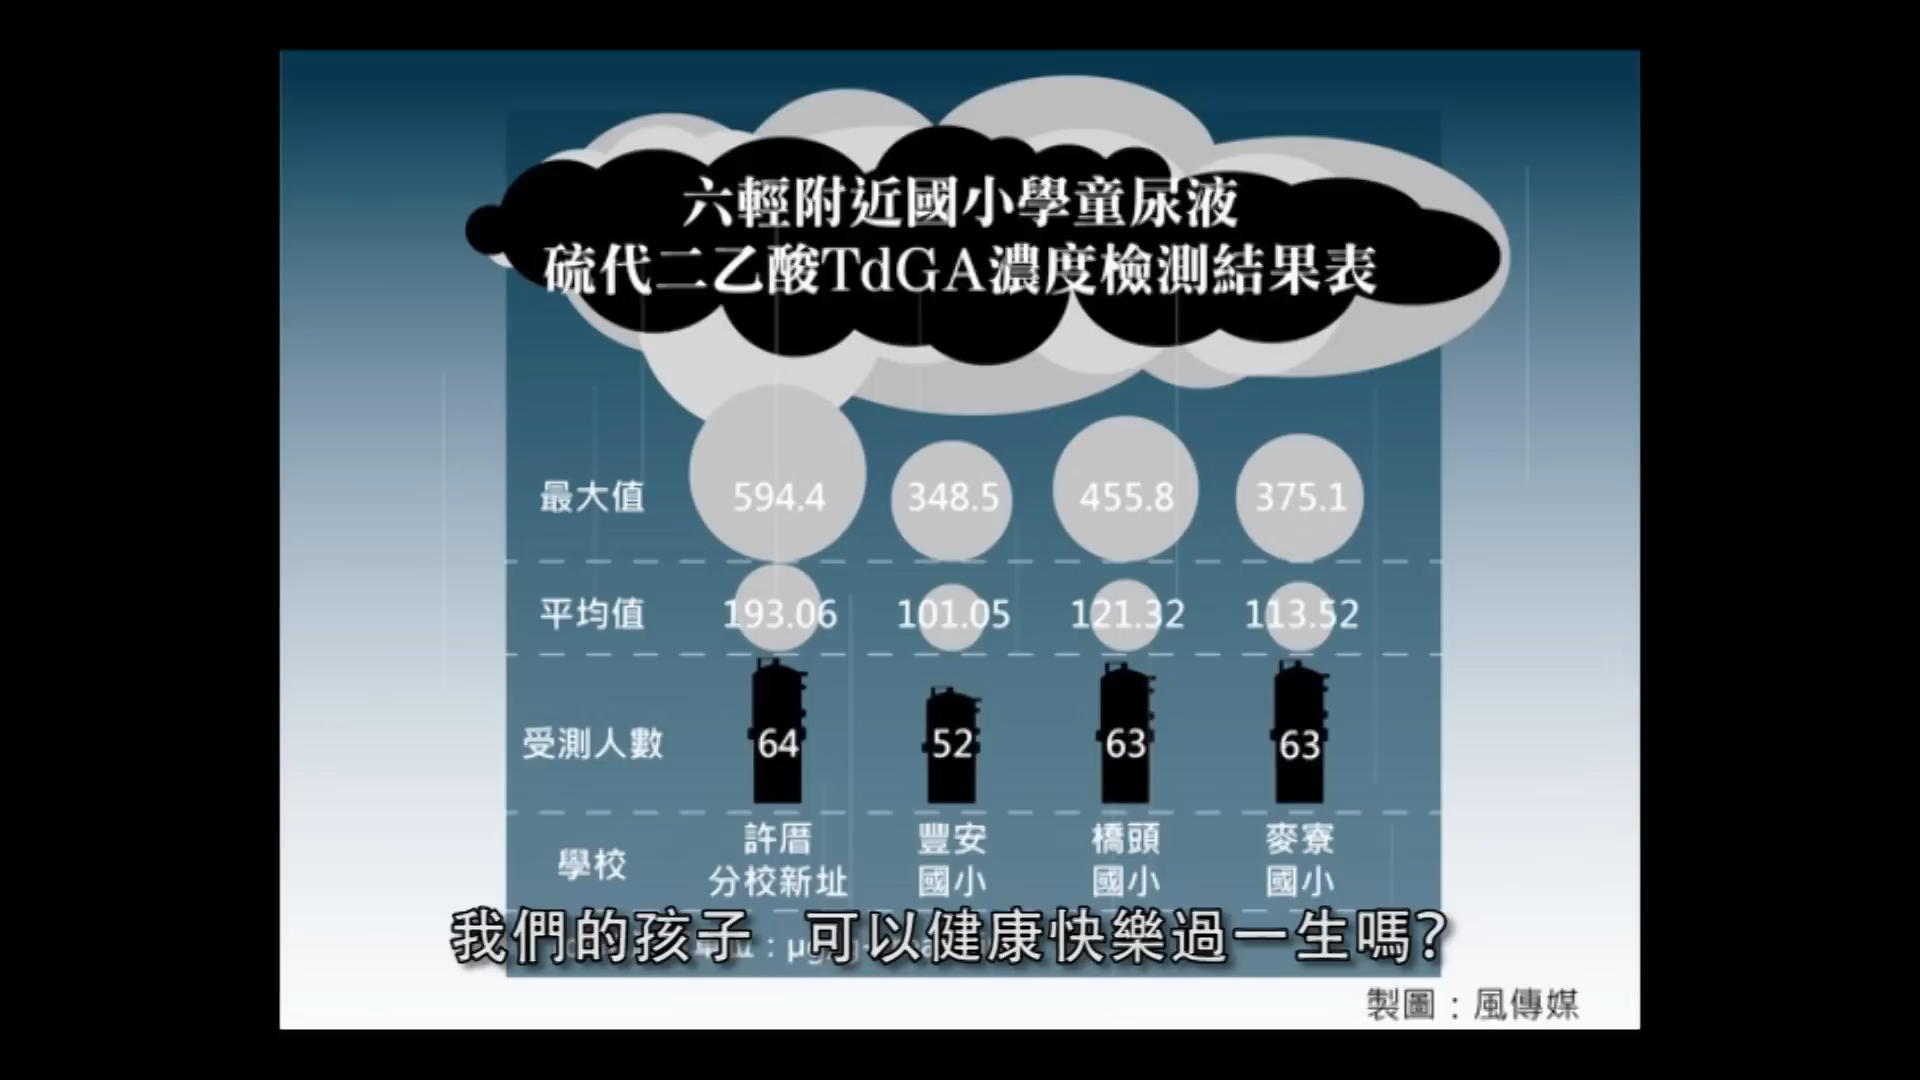 六輕附近國小學童尿液
硫代二乙酸TdGA濃度檢測結果表
最大值 594.4 348.5 455.8 375.1
平均值 193.06 101.05 121.32 113.52
受測人數 64 52 63 63
學校 許厝分校新址 豐安國小 橋頭國小 麥寮國小
我們的孩子 可以健康快樂過一生嗎?
製圖：風傳媒